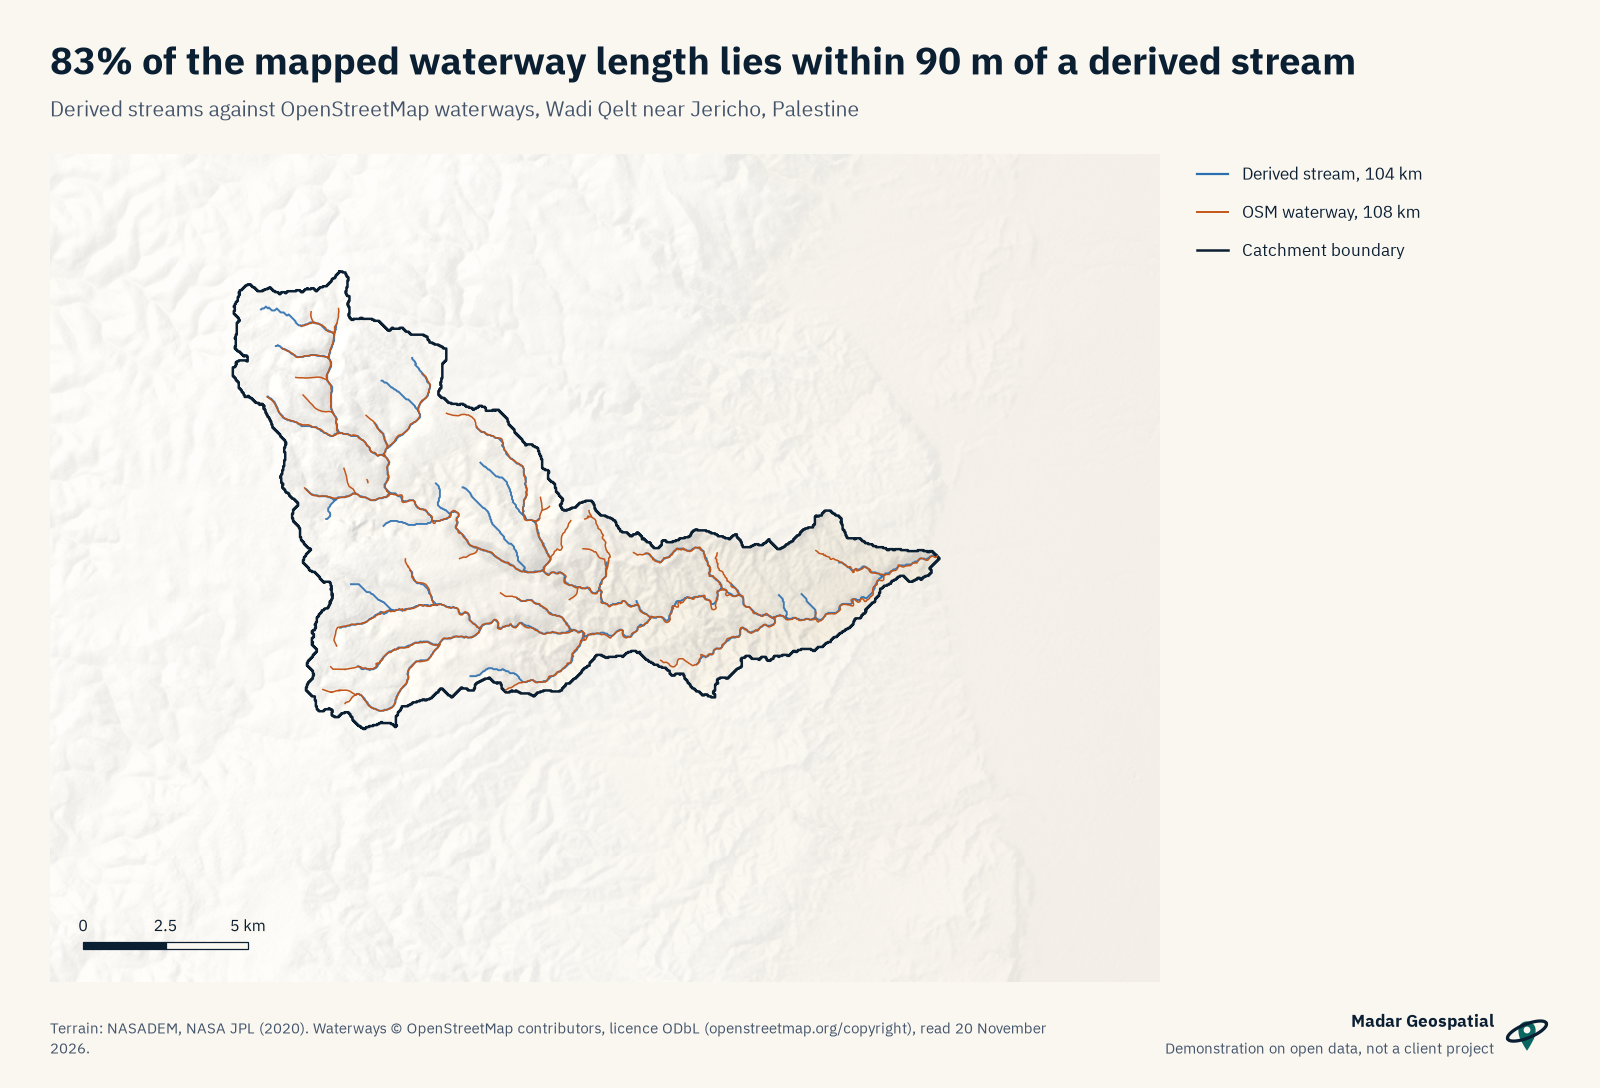 83% of the mapped waterway length lies within 90 m of a derived stream
Derived streams against OpenStreetMap waterways, Wadi Qelt near Jericho, Palestine
Derived stream, 104 km
OSM waterway, 108 km
Catchment boundary
0 2.5 5 km
Terrain: NASADEM, NASA JPL (2020). Waterways © OpenStreetMap contributors, licence ODbL (openstreetmap.org/copyright), read 20 November
2026.
Madar Geospatial
Demonstration on open data, not a client project